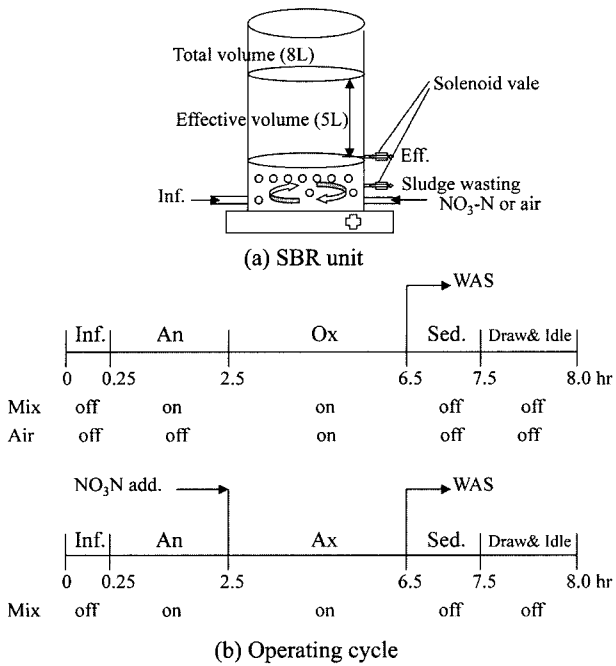 Total volume (8L)
Solenoid vale
Effective volume (5L)
Eff.
Sludge wasting
Inf.
NO₃-N or air
(a) SBR unit
WAS
Inf. An Ox Sed. Draw& Idle
0 0.25 2.5 6.5 7.5 8.0 hr
Mix off on on off off
Air off off on off off
NO₃N add. WAS
Inf. An Ax Sed. Draw& Idle
0 0.25 2.5 6.5 7.5 8.0 hr
Mix off on on off off
(b) Operating cycle